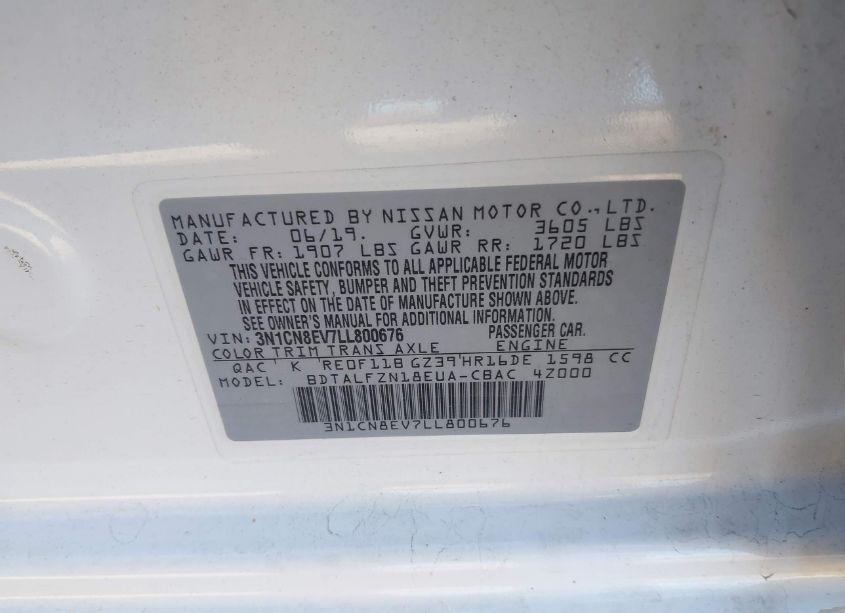 MANUFACTURED BY NISSAN MOTOR CO., LTD.
DATE: 06/19. GVWR: 3605 LBS
GAWR FR: 1907 LBS GAWR RR: 1720 LBS
THIS VEHICLE CONFORMS TO ALL APPLICABLE FEDERAL MOTOR
VEHICLE SAFETY, BUMPER AND THEFT PREVENTION STANDARDS
IN EFFECT ON THE DATE OF MANUFACTURE SHOWN ABOVE.
SEE OWNER'S MANUAL FOR ADDITIONAL INFORMATION
VIN: 3N1CN8EV7LL800676 PASSENGER CAR.
COLOR TRIM TRANS AXLE ENGINE
QAC K RE0F11B GZ39 HR16DE 1598 CC
MODEL: BDTALFZN18EUA-CBAC 4Z000
3N1CN8EV7LL800676